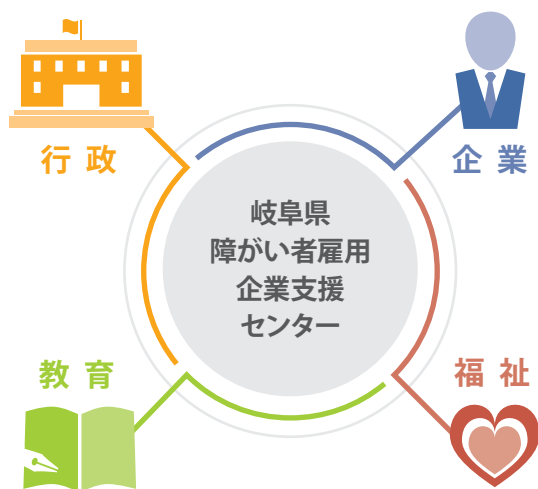 行政
企業
岐阜県
障がい者雇用
企業支援
センター
教育
福祉